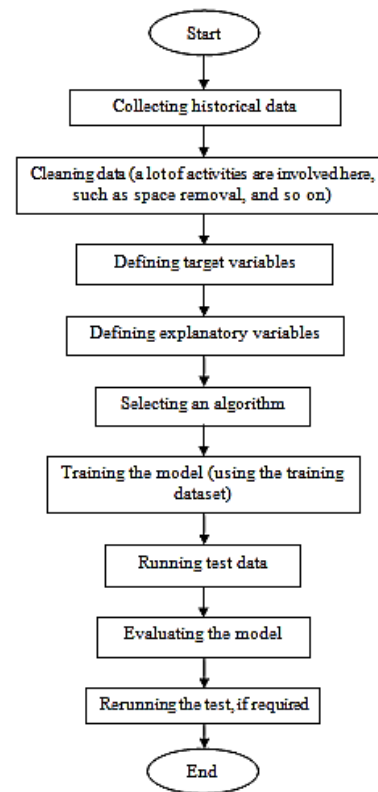 Start
Collecting historical data
Cleaning data (a lot of activities are involved here,
such as space removal, and so on)
Defining target variables
Defining explanatory variables
Selecting an algorithm
Training the model (using the training
dataset)
Running test data
Evaluating the model
Rerunning the test, if required
End